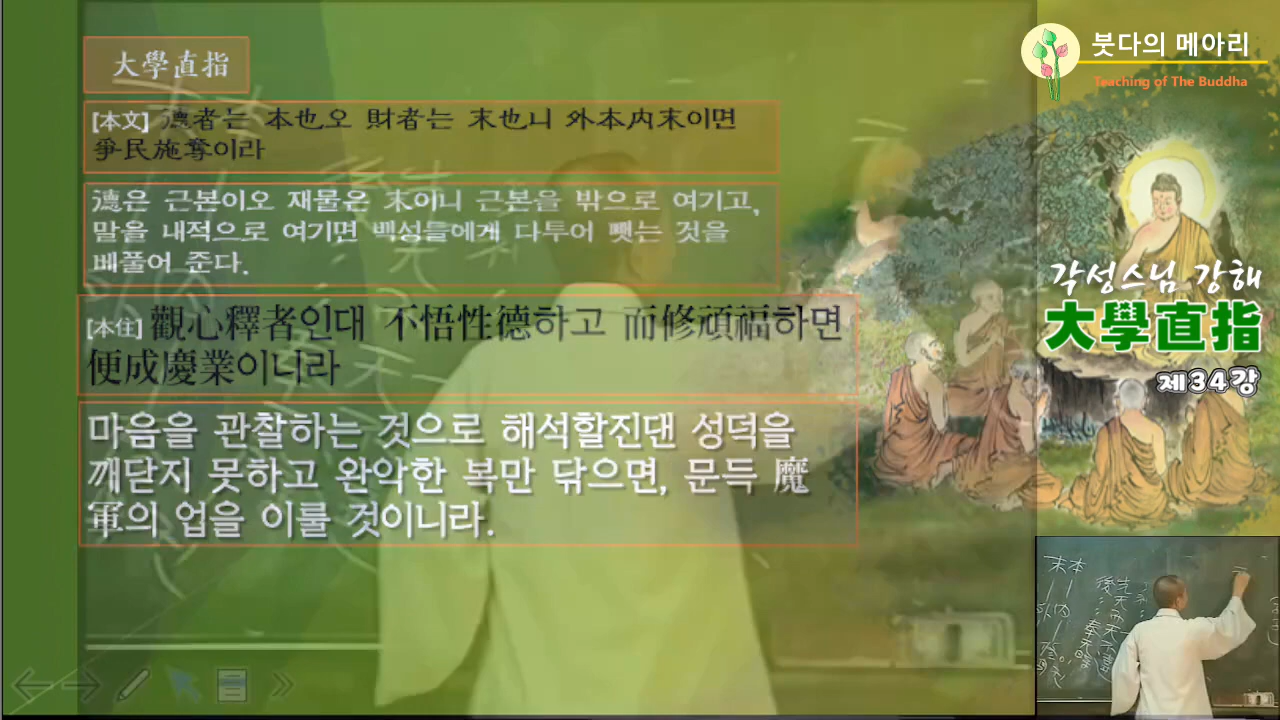 大學直指
[本文] 德者는 本也오 財者는 末也니 外本内末이면
爭民施奪이라
德은 근본이오 재물은 末이니 근본을 밖으로 여기고,
말을 내적으로 여기면 백성들에게 다투어 뺏는 것을
베풀어 준다.
[本住] 觀心釋者인대 不悟性德하고 而修頑福하면
便成慶業이니라
마음을 관찰하는 것으로 해석할진댄 성덕을
깨닫지 못하고 완악한 복만 닦으면, 문득 魔
軍의 업을 이룰 것이니라.
붓다의 메아리
Teaching of The Buddha
각성스님 강해
大學直指
제34강
末本
後先
天天